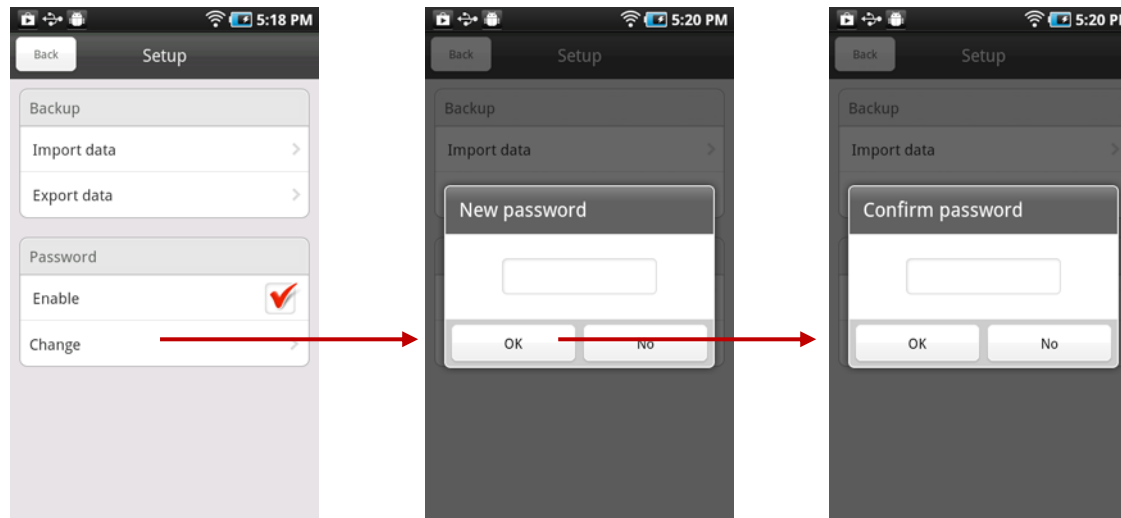 5:18 PM
Back
Setup
Backup
Import data
Export data
Password
Enable
Change
5:20 PM
Back
Setup
Backup
Import data
New password
OK
No
5:20 PM
Back
Setup
Backup
Import data
Confirm password
OK
No